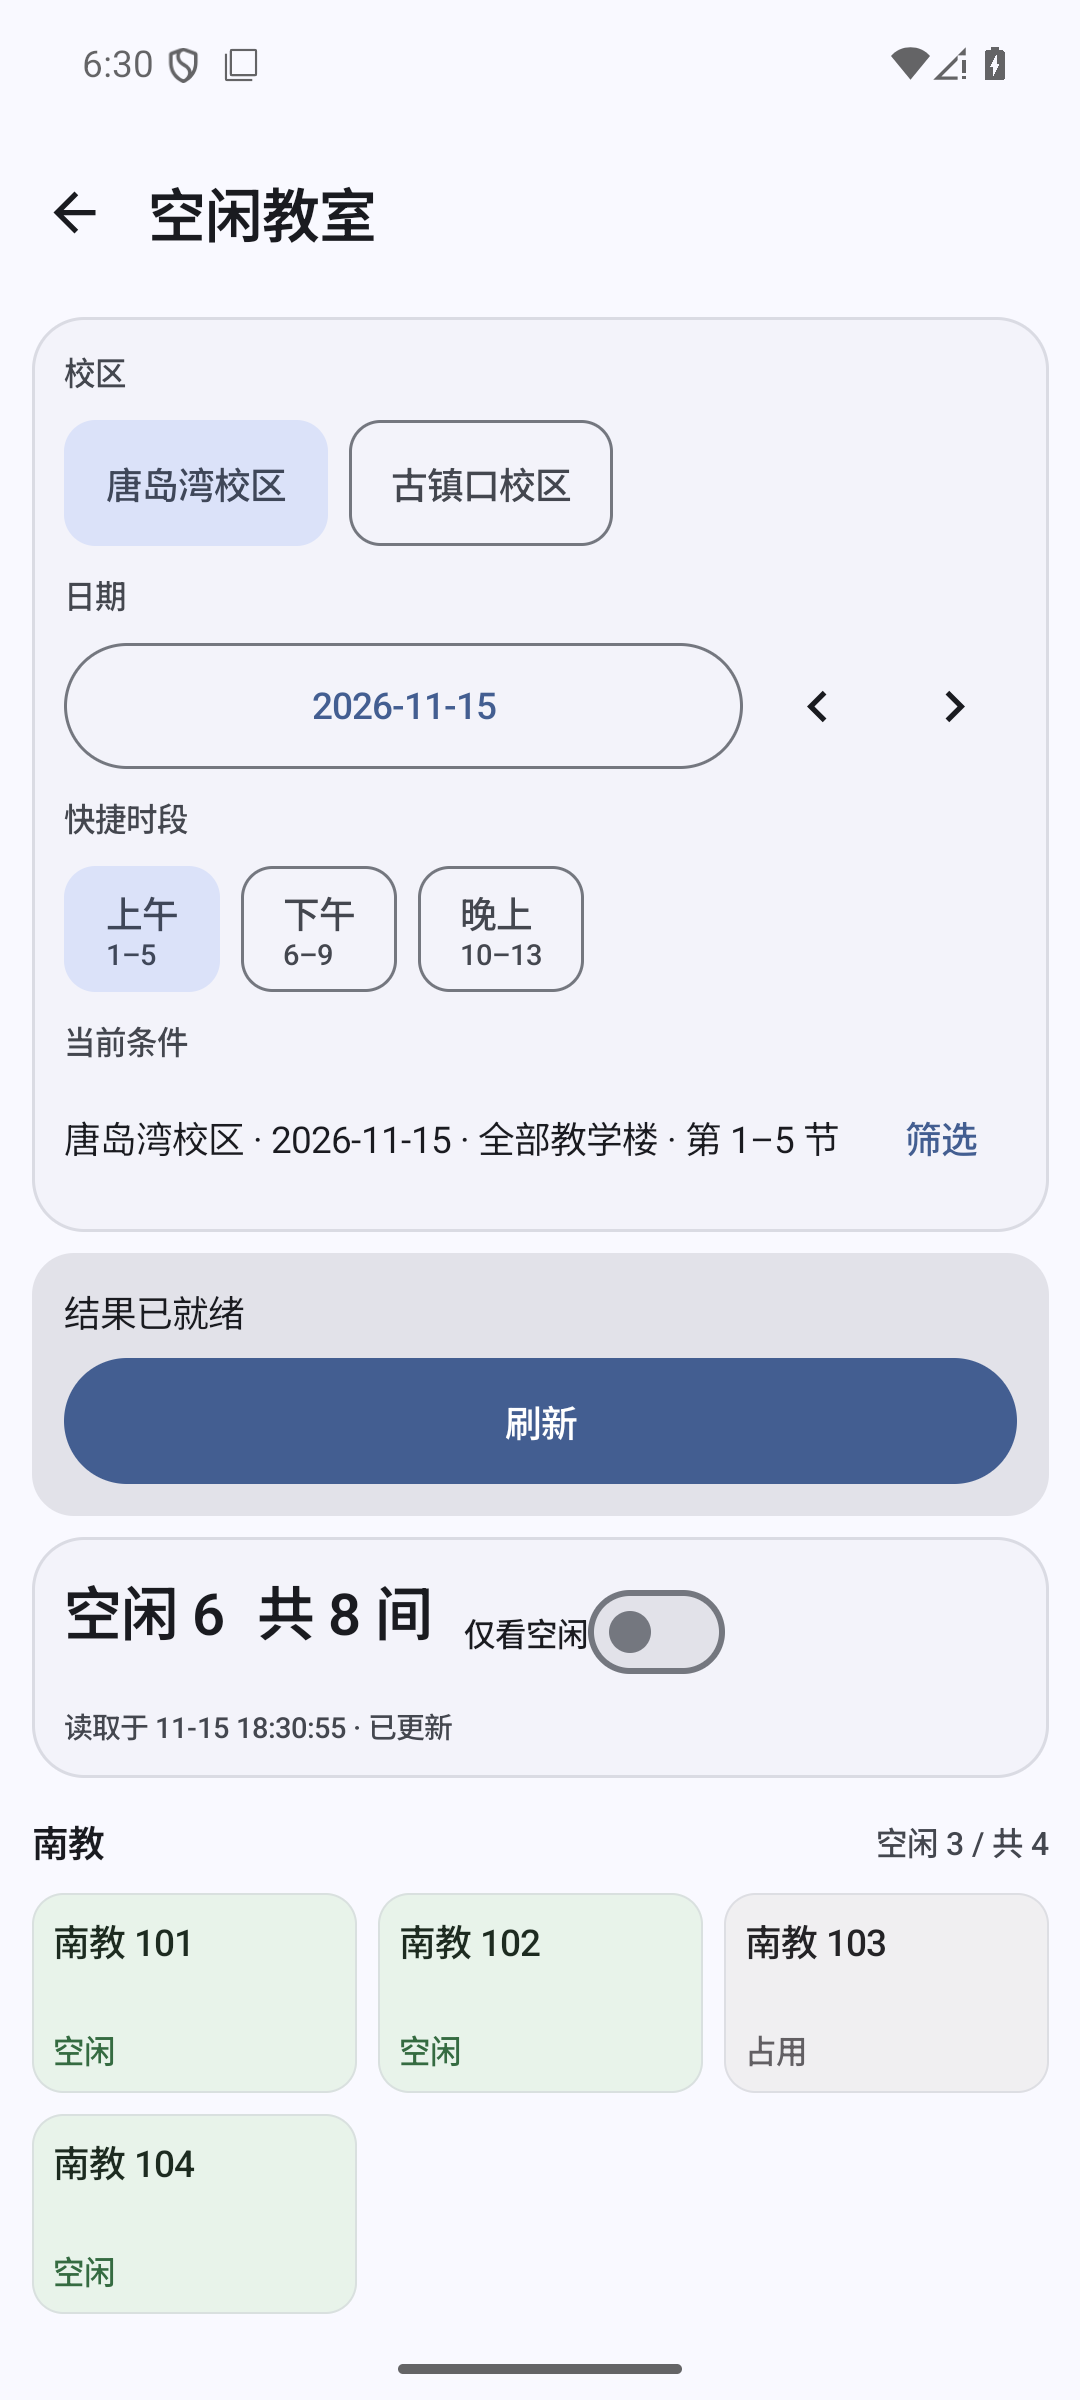 6:30
空闲教室
校区
唐岛湾校区 古镇口校区
日期
2026-11-15
快捷时段
上午 下午 晚上
1–5 6–9 10–13
当前条件
唐岛湾校区 · 2026-11-15 · 全部教学楼 · 第 1–5 节 筛选
结果已就绪
刷新
空闲 6 共 8 间 仅看空闲
读取于 11-15 18:30:55 · 已更新
南教 空闲 3 / 共 4
南教 101 南教 102 南教 103
空闲 空闲 占用
南教 104
空闲